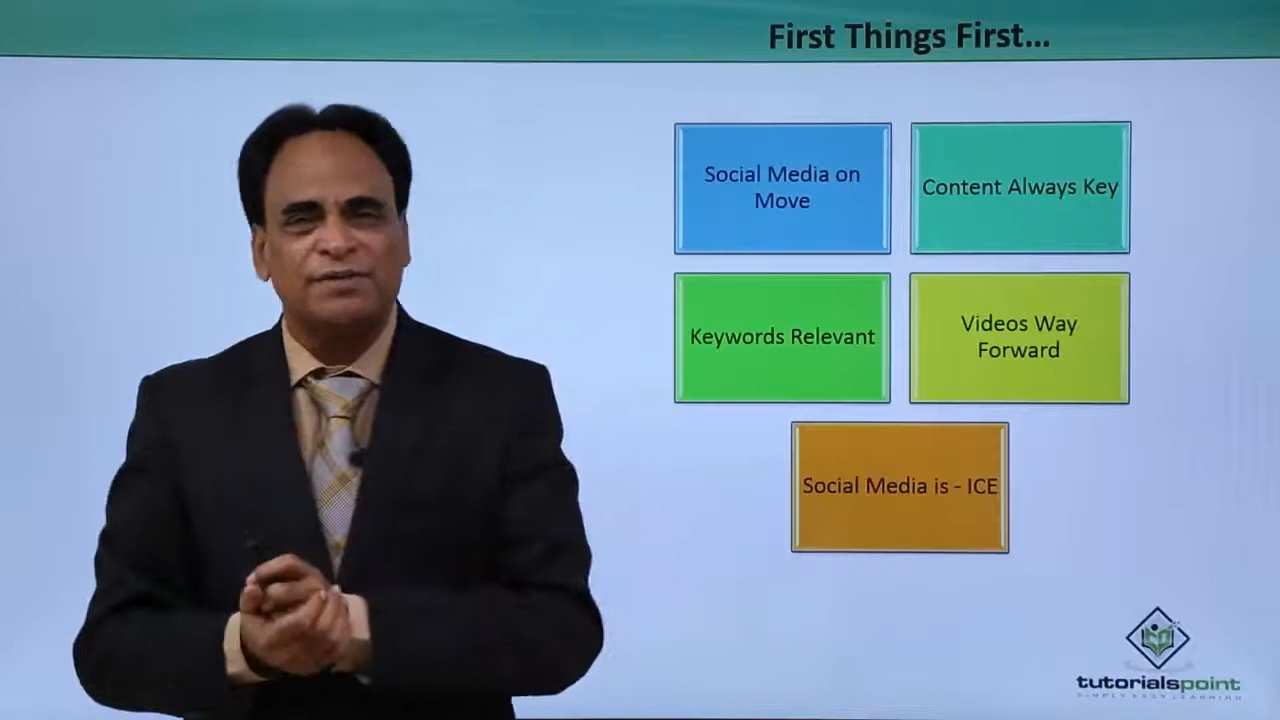 First Things First...
Social Media on
Move
Content Always Key
Keywords Relevant
Videos Way
Forward
Social Media is - ICE
tutorialspoint
SIMPLY EASY LEARNING